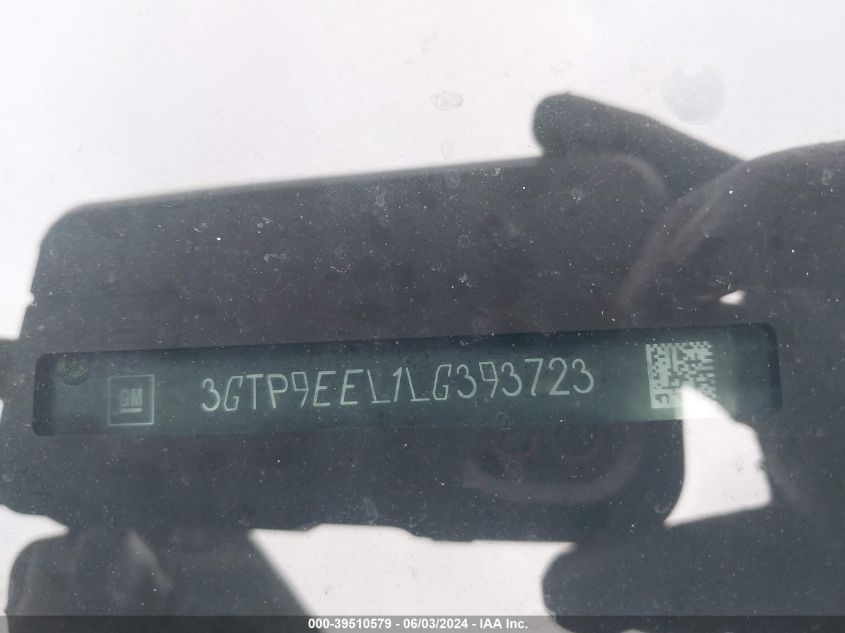 GM 3GTP9EEL1LG393723
000-39510579 - 06/03/2024 - IAA Inc.